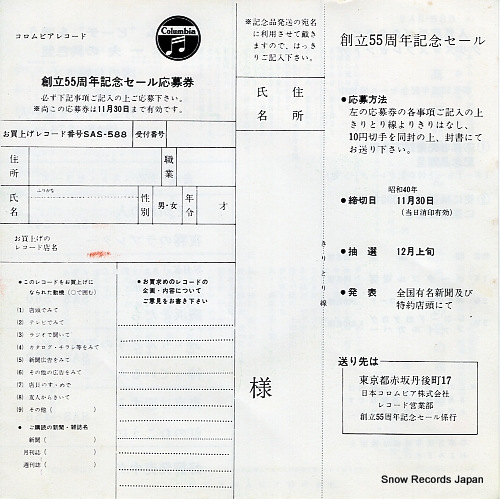 コロムビアレコード
Columbia
創立55周年記念セール応募券
必ず下記事項ご記入の上ご応募下さい。
※尚この応募券は11月30日まで有効です。
お買上げレコード番号SAS-588 受付番号
住所
職業
ふりがな
氏名
性別
男・女
年令
才
お買上げの
レコード店名
●このレコードをお買上げに
なられた動機（○で囲む）
(1) 店頭でみて
(2) テレビでみて
(3) ラジオで聞いて
(4) カタログ・チラシ等をみて
(5) 新聞広告をみて
(6) その他の広告をみて
(7) 店員のすゝめで
(8) 友人からきいて
(9) その他（ ）
● ご購読の新聞・雑誌名
新聞（ ）
月刊誌（ ）
週刊誌（ ）
●お買求めのレコードの
企画・内容について
ご意見をお書き下さい
※記念品発送の宛名
に利用させて戴き
ますので、はっき
りご記入下さい。
住所
氏名
様
きりとり線
創立55周年記念セール
●応募方法
左の応募券の各事項ご記入の上
きりとり線よりきりはなし、
10円切手を同封の上、封書にて
お送り下さい。
昭和40年
●締切日 11月30日
（当日消印有効）
●抽選 12月上旬
●発表 全国有名新聞及び
特約店頭にて
送り先は
東京都赤坂丹後町17
日本コロムビア株式会社
レコード営業部
創立55周年記念セール係行
Snow Records Japan